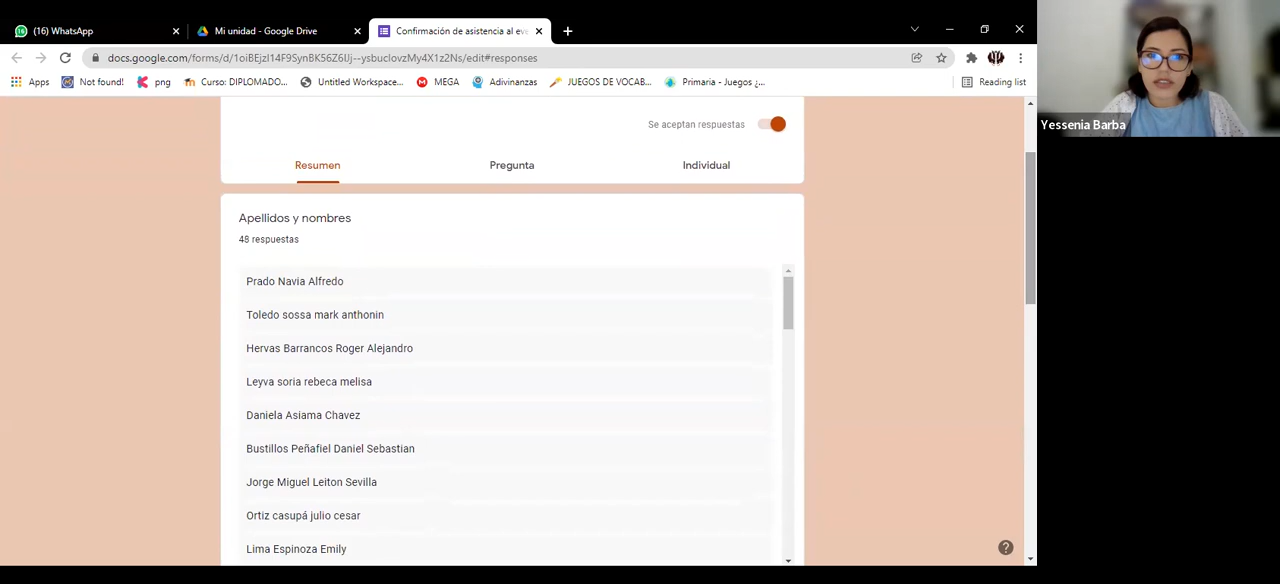 (16) WhatsApp
Mi unidad - Google Drive
Confirmación de asistencia al eve
docs.google.com/forms/d/
/edit#responses
Apps
Not found!
png
Curso: DIPLOMADO...
Untitled Workspace...
MEGA
Adivinanzas
JUEGOS DE VOCAB...
Primaria - Juegos ¿...
Reading list
Yessenia Barba
Se aceptan respuestas
Resumen
Pregunta
Individual
Apellidos y nombres
48 respuestas
Prado Navia Alfredo
Toledo sossa mark anthonin
Hervas Barrancos Roger Alejandro
Leyva soria rebeca melisa
Daniela Asiama Chavez
Bustillos Peñafiel Daniel Sebastian
Jorge Miguel Leiton Sevilla
Ortiz casupá julio cesar
Lima Espinoza Emily